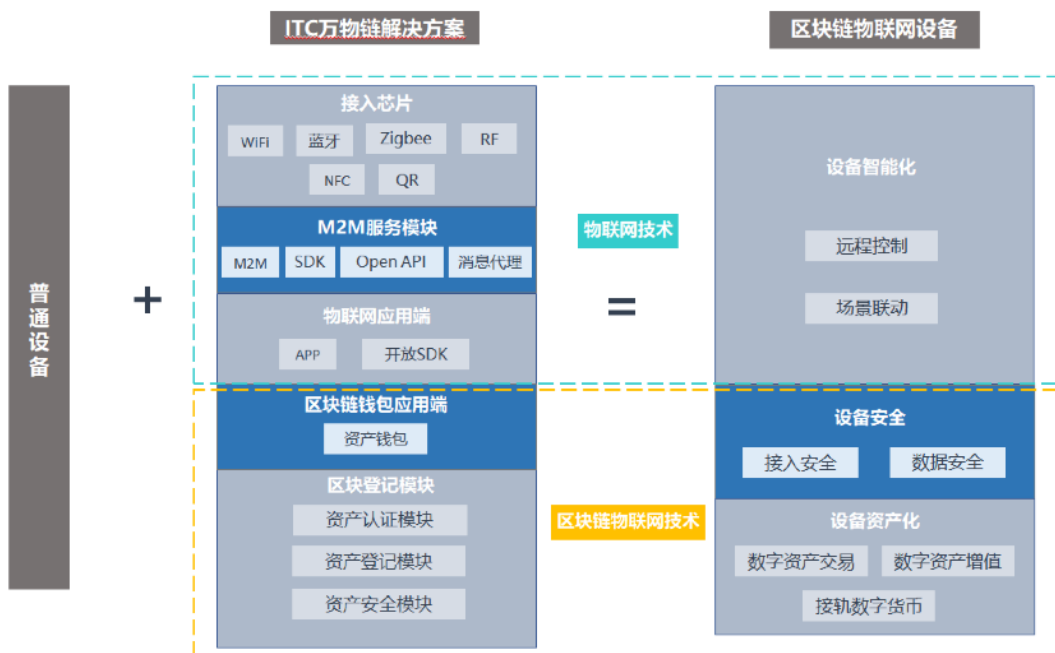 ITC万物链解决方案
区块链物联网设备
普通设备
+
接入芯片
WiFi 蓝牙 Zigbee RF
NFC QR
M2M服务模块
M2M SDK Open API 消息代理
物联网应用端
APP 开放SDK
区块链钱包应用端
资产钱包
区块登记模块
资产认证模块
资产登记模块
资产安全模块
物联网技术
=
区块链物联网技术
设备智能化
远程控制
场景联动
设备安全
接入安全 数据安全
设备资产化
数字资产交易 数字资产增值
接轨数字货币